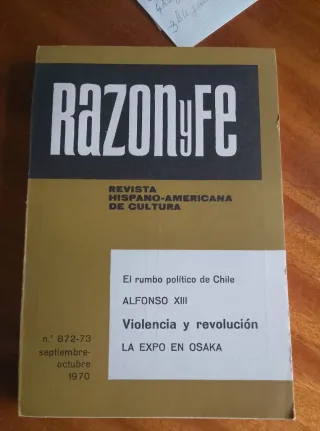 RazonyFe
REVISTA
HISPANO-AMERICANA
DE CULTURA
El rumbo político de Chile
ALFONSO XIII
Violencia y revolución
LA EXPO EN OSAKA
n.° 872-73
septiembre-
octubre
1970